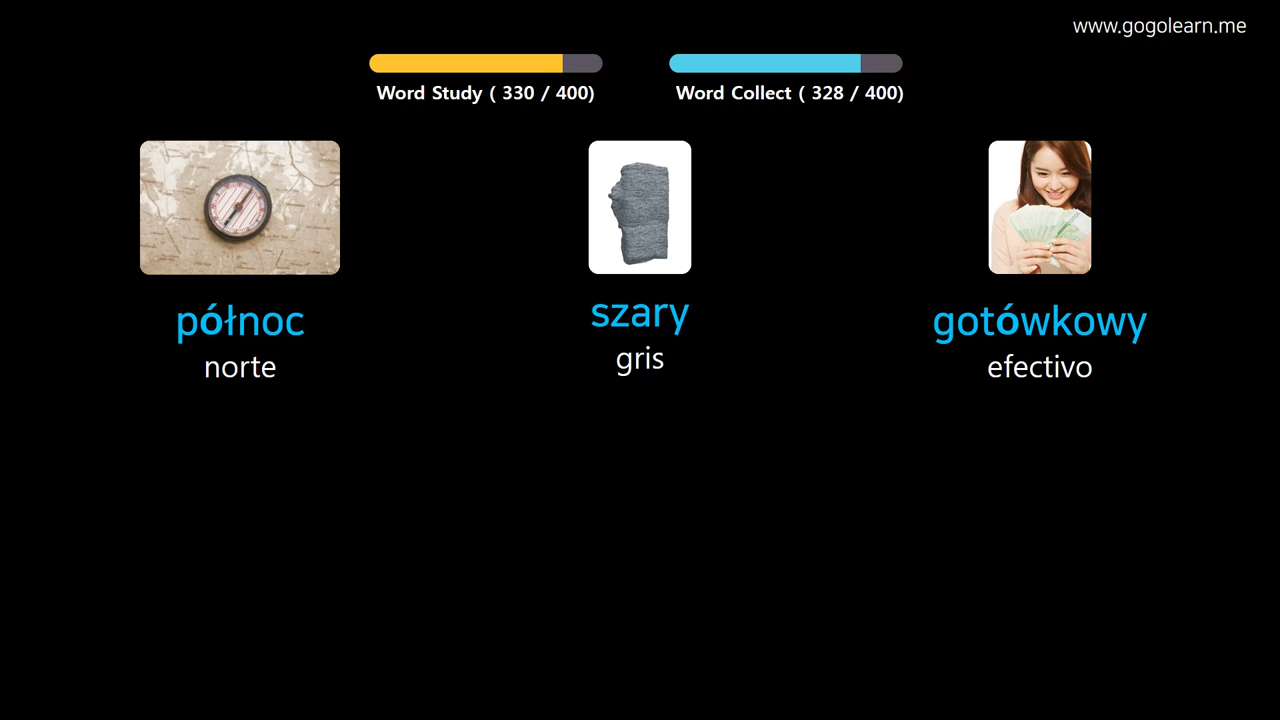 www.gogolearn.me
Word Study ( 330 / 400)
Word Collect ( 328 / 400)
północ
norte
szary
gris
gotówkowy
efectivo